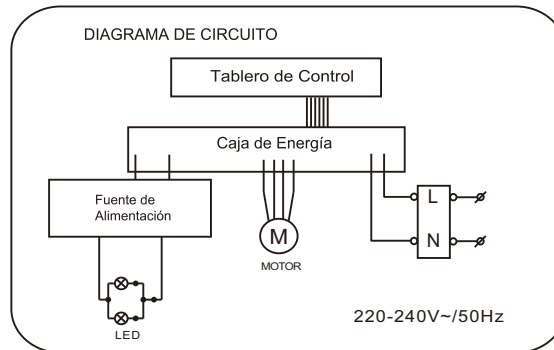 DIAGRAMA DE CIRCUITO
Tablero de Control
Caja de Energía
Fuente de
Alimentación
L
M
N
MOTOR
220-240V~/50Hz
LED